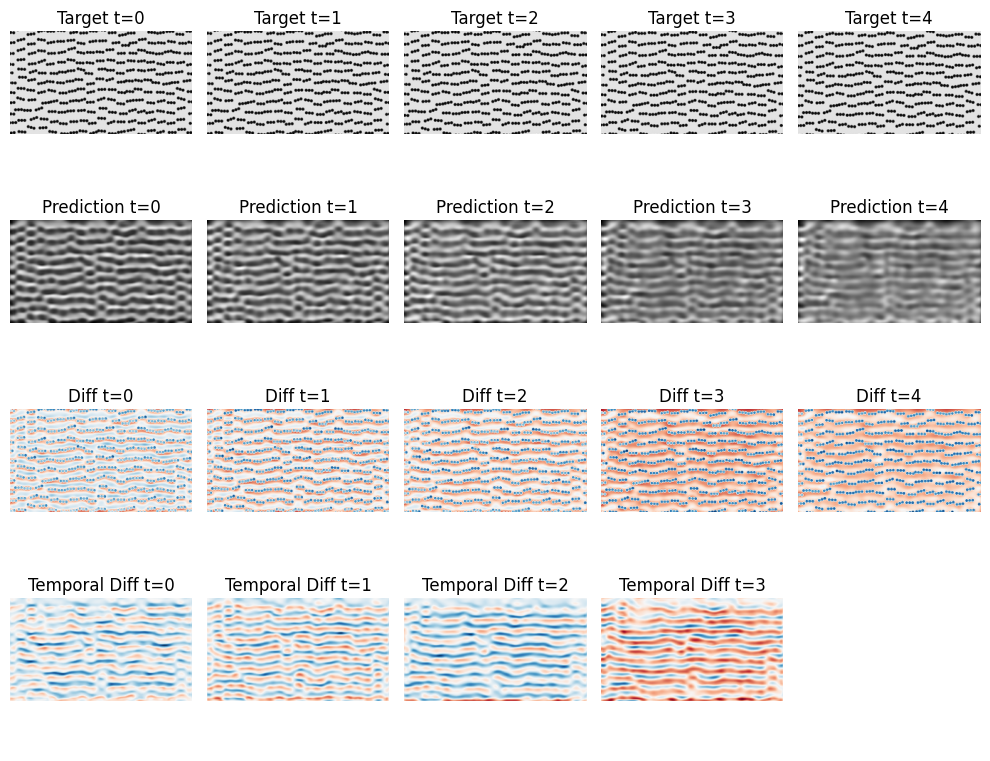 Target t=0 Target t=1 Target t=2 Target t=3 Target t=4
Prediction t=0 Prediction t=1 Prediction t=2 Prediction t=3 Prediction t=4
Diff t=0 Diff t=1 Diff t=2 Diff t=3 Diff t=4
Temporal Diff t=0 Temporal Diff t=1 Temporal Diff t=2 Temporal Diff t=3